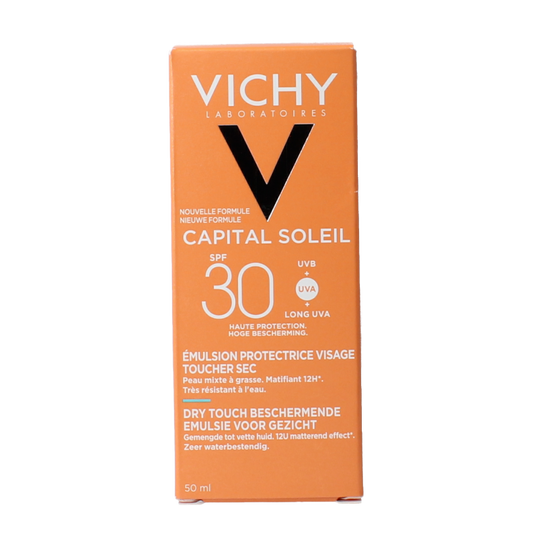 VICHY
LABORATOIRES
NOUVELLE FORMULE
NIEUWE FORMULE
CAPITAL SOLEIL
SPF
30
UVB
+
UVA
+
LONG UVA
HAUTE PROTECTION.
HOGE BESCHERMING.
ÉMULSION PROTECTRICE VISAGE
TOUCHER SEC
Peau mixte à grasse. Matifiant 12H*.
Très résistant à l'eau.
DRY TOUCH BESCHERMENDE
EMULSIE VOOR GEZICHT
Gemengde tot vette huid. 12U matterend effect*.
Zeer waterbestendig.
50 ml